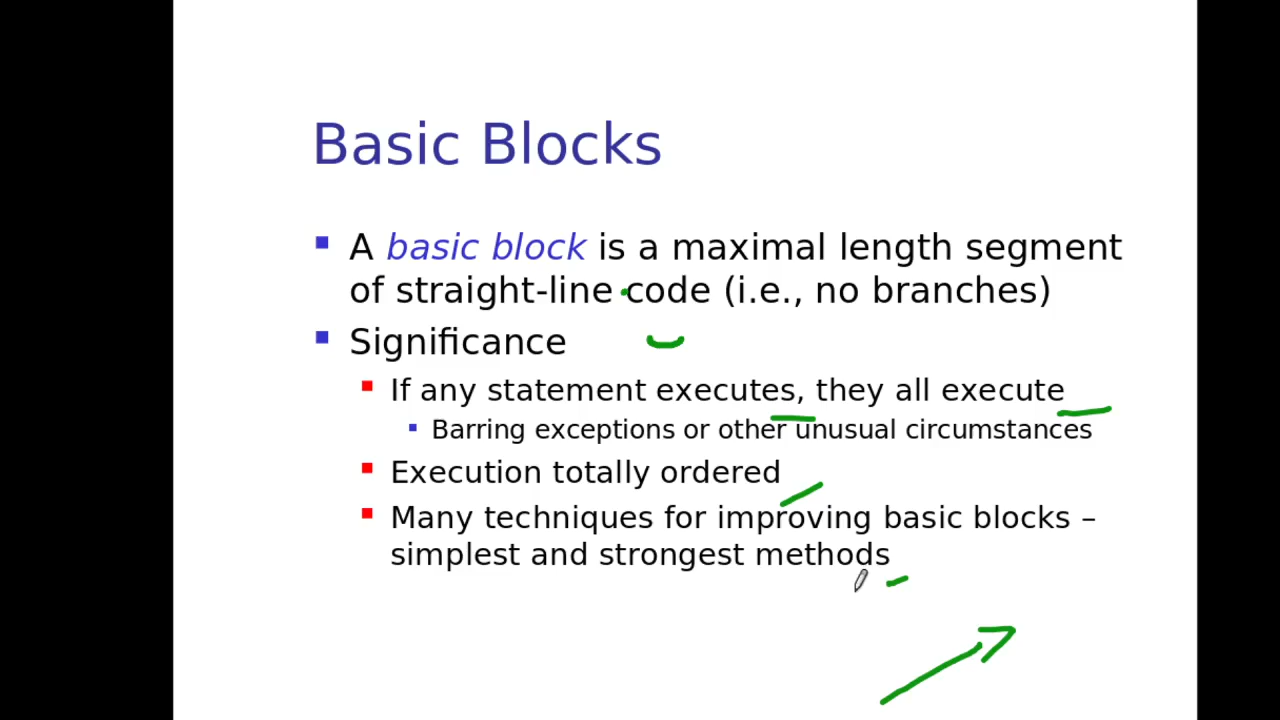 Basic Blocks
A basic block is a maximal length segment
of straight-line code (i.e., no branches)
Significance
If any statement executes, they all execute
Barring exceptions or other unusual circumstances
Execution totally ordered
Many techniques for improving basic blocks –
simplest and strongest methods